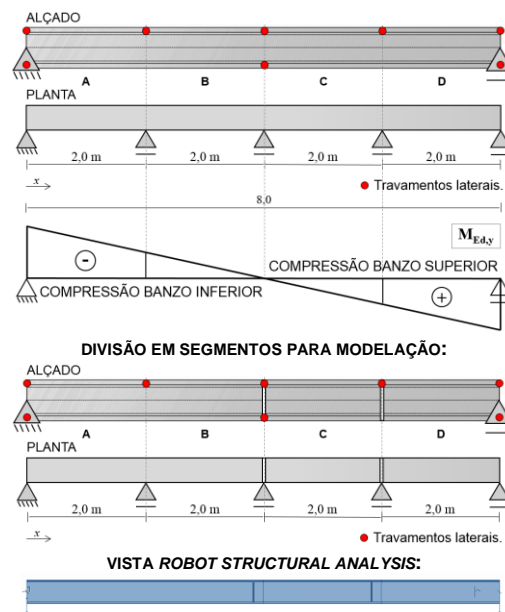 ALÇADO
A B C D
PLANTA
2,0 m 2,0 m 2,0 m 2,0 m
x
Travamentos laterais.
8,0
M_Ed,y
-
COMPRESSÃO BANZO SUPERIOR
COMPRESSÃO BANZO INFERIOR
+
DIVISÃO EM SEGMENTOS PARA MODELAÇÃO:
ALÇADO
A B C D
PLANTA
2,0 m 2,0 m 2,0 m 2,0 m
x
Travamentos laterais.
VISTA ROBOT STRUCTURAL ANALYSIS: